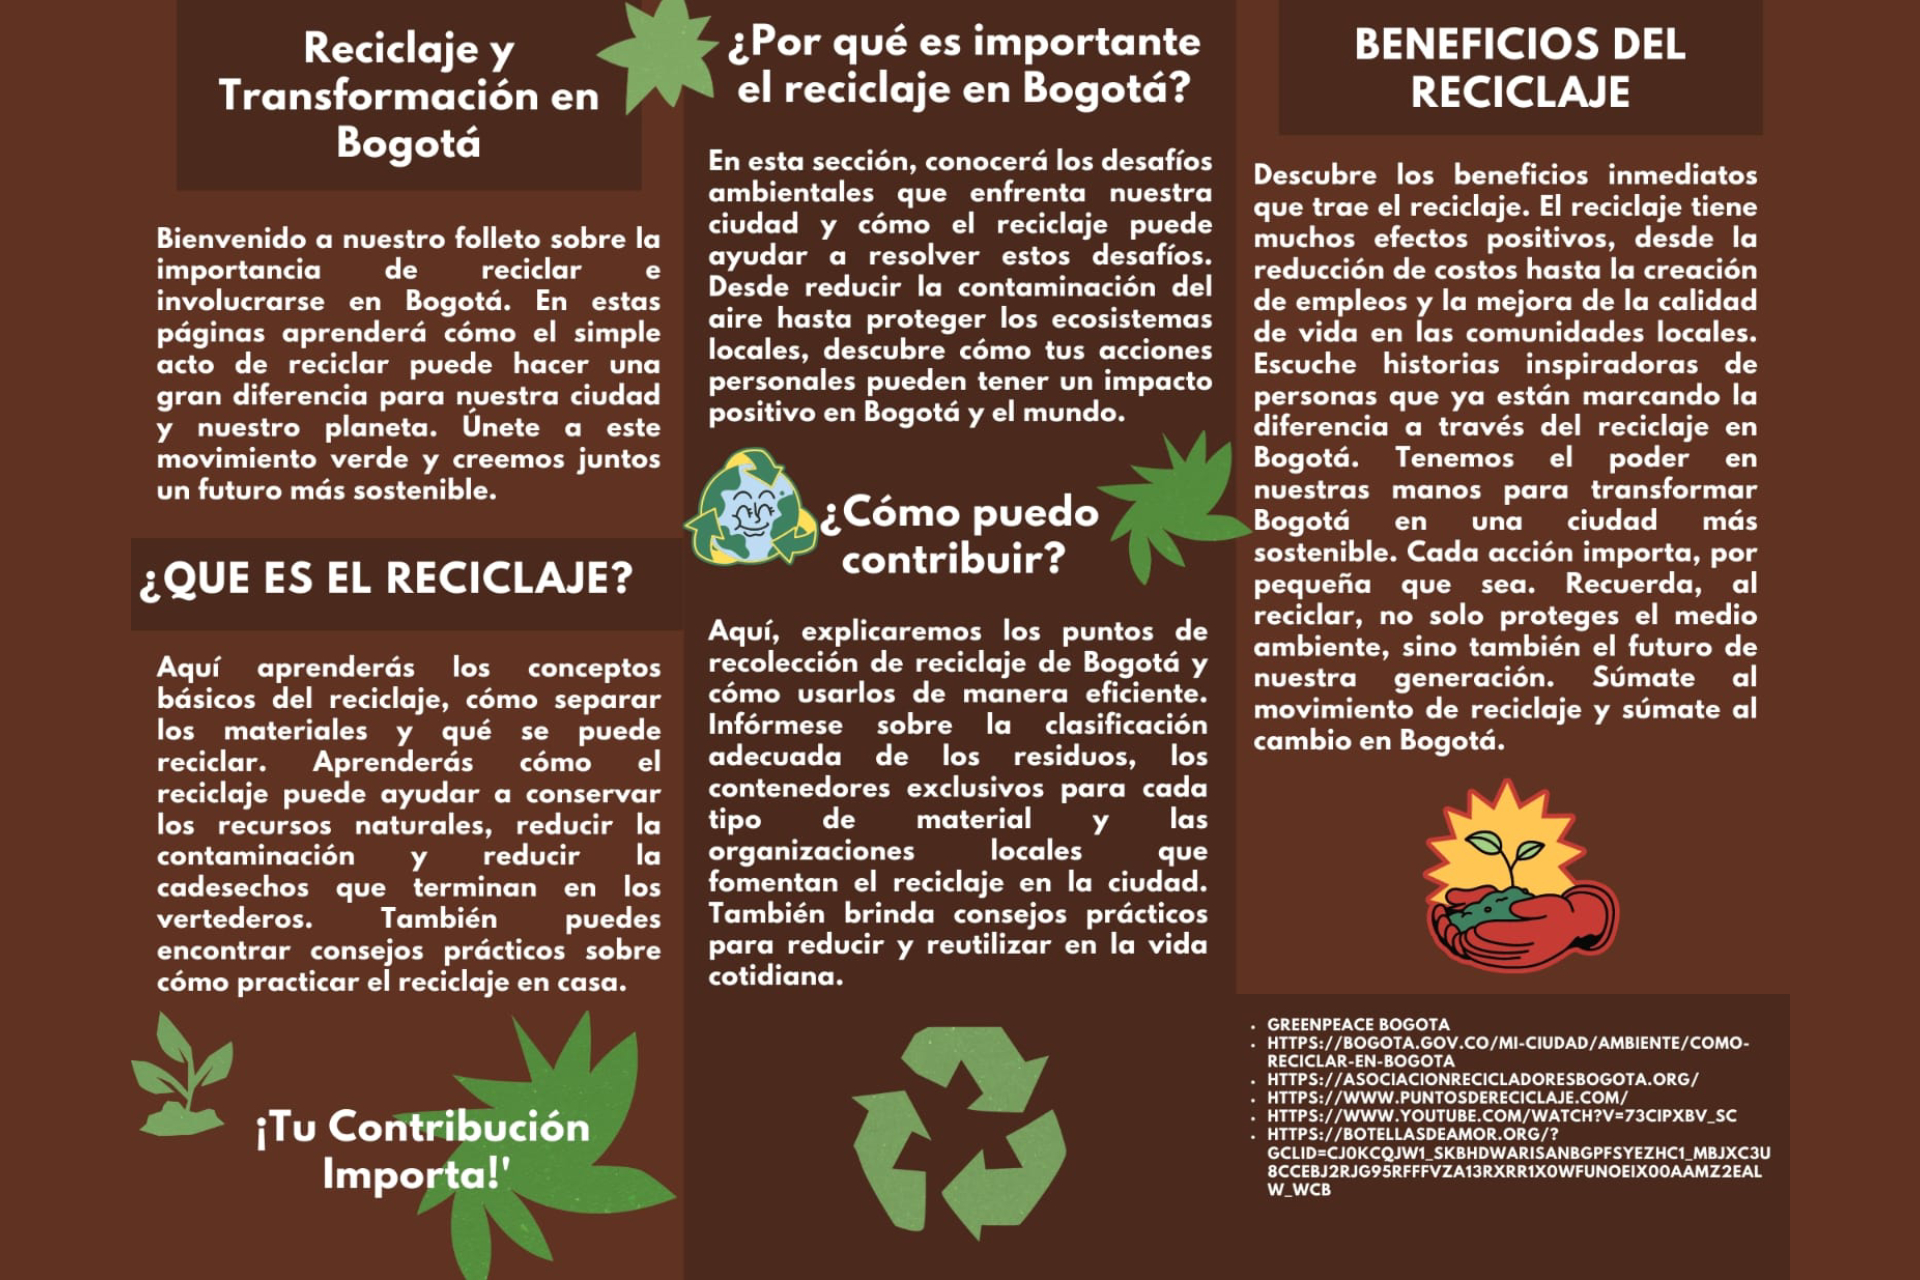 Reciclaje y
Transformación en
Bogotá
Bienvenido a nuestro folleto sobre la
importancia de reciclar e
involucrarse en Bogotá. En estas
páginas aprenderá cómo el simple
acto de reciclar puede hacer una
gran diferencia para nuestra ciudad
y nuestro planeta. Únete a este
movimiento verde y creemos juntos
un futuro más sostenible.
¿QUE ES EL RECICLAJE?
Aquí aprenderás los conceptos
básicos del reciclaje, cómo separar
los materiales y qué se puede
reciclar. Aprenderás cómo el
reciclaje puede ayudar a conservar
los recursos naturales, reducir la
contaminación y reducir la
cadesechos que terminan en los
vertederos. También puedes
encontrar consejos prácticos sobre
cómo practicar el reciclaje en casa.
¡Tu Contribución
Importa!'
¿Por qué es importante
el reciclaje en Bogotá?
En esta sección, conocerá los desafíos
ambientales que enfrenta nuestra
ciudad y cómo el reciclaje puede
ayudar a resolver estos desafíos.
Desde reducir la contaminación del
aire hasta proteger los ecosistemas
locales, descubre cómo tus acciones
personales pueden tener un impacto
positivo en Bogotá y el mundo.
¿Cómo puedo
contribuir?
Aquí, explicaremos los puntos de
recolección de reciclaje de Bogotá y
cómo usarlos de manera eficiente.
Infórmese sobre la clasificación
adecuada de los residuos, los
contenedores exclusivos para cada
tipo de material y las
organizaciones locales que
fomentan el reciclaje en la ciudad.
También brinda consejos prácticos
para reducir y reutilizar en la vida
cotidiana.
BENEFICIOS DEL
RECICLAJE
Descubre los beneficios inmediatos
que trae el reciclaje. El reciclaje tiene
muchos efectos positivos, desde la
reducción de costos hasta la creación
de empleos y la mejora de la calidad
de vida en las comunidades locales.
Escuche historias inspiradoras de
personas que ya están marcando la
diferencia a través del reciclaje en
Bogotá. Tenemos el poder en
nuestras manos para transformar
Bogotá en una ciudad más
sostenible. Cada acción importa, por
pequeña que sea. Recuerda, al
reciclar, no solo proteges el medio
ambiente, sino también el futuro de
nuestra generación. Súmate al
movimiento de reciclaje y súmate al
cambio en Bogotá.
• GREENPEACE BOGOTA
• HTTPS://BOGOTA.GOV.CO/MI-CIUDAD/AMBIENTE/COMO-
RECICLAR-EN-BOGOTA
• HTTPS://ASOCIACIONRECICLADORESBOGOTA.ORG/
• HTTPS://WWW.PUNTOSDERECICLAJE.COM/
• HTTPS://WWW.YOUTUBE.COM/WATCH?V=73CIPXBV_SC
• HTTPS://BOTELLASDEAMOR.ORG/?
GCLID=CJ0KCQJW1_SKBHDWARISANBGPFSYEZHC1_MBJXC3U
8CCEBJ2RJG95RFFFVZA13RXRR1X0WFUNOEIX00AAMZ2EAL
W_WCB